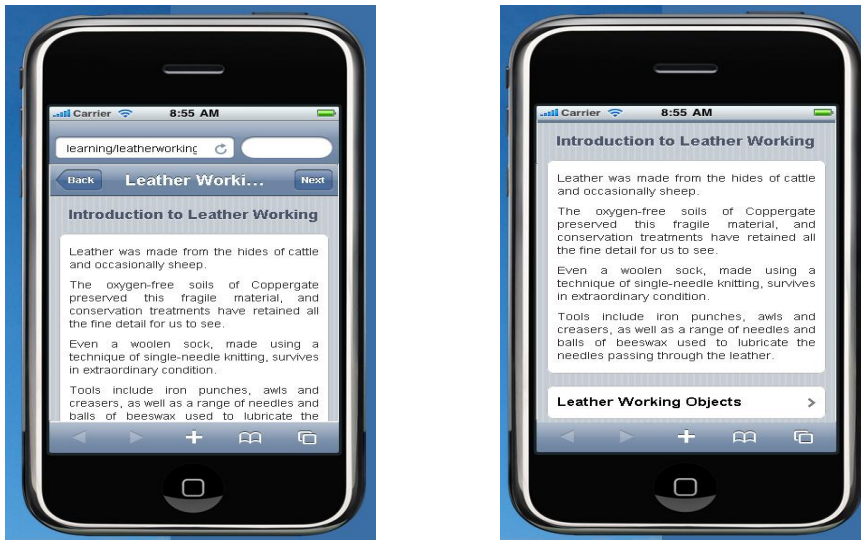 Carrier 8:55 AM
learning/leatherworking
Back Leather Worki... Next
Introduction to Leather Working
Leather was made from the hides of cattle
and occasionally sheep.
The oxygen-free soils of Coppergate
preserved this fragile material, and
conservation treatments have retained all
the fine detail for us to see.
Even a woolen sock, made using a
technique of single-needle knitting, survives
in extraordinary condition.
Tools include iron punches, awls and
creasers, as well as a range of needles and
balls of beeswax used to lubricate the
Carrier 8:55 AM
Introduction to Leather Working
Leather was made from the hides of cattle
and occasionally sheep.
The oxygen-free soils of Coppergate
preserved this fragile material, and
conservation treatments have retained all
the fine detail for us to see.
Even a woolen sock, made using a
technique of single-needle knitting, survives
in extraordinary condition.
Tools include iron punches, awls and
creasers, as well as a range of needles and
balls of beeswax used to lubricate the
needles passing through the leather.
Leather Working Objects >